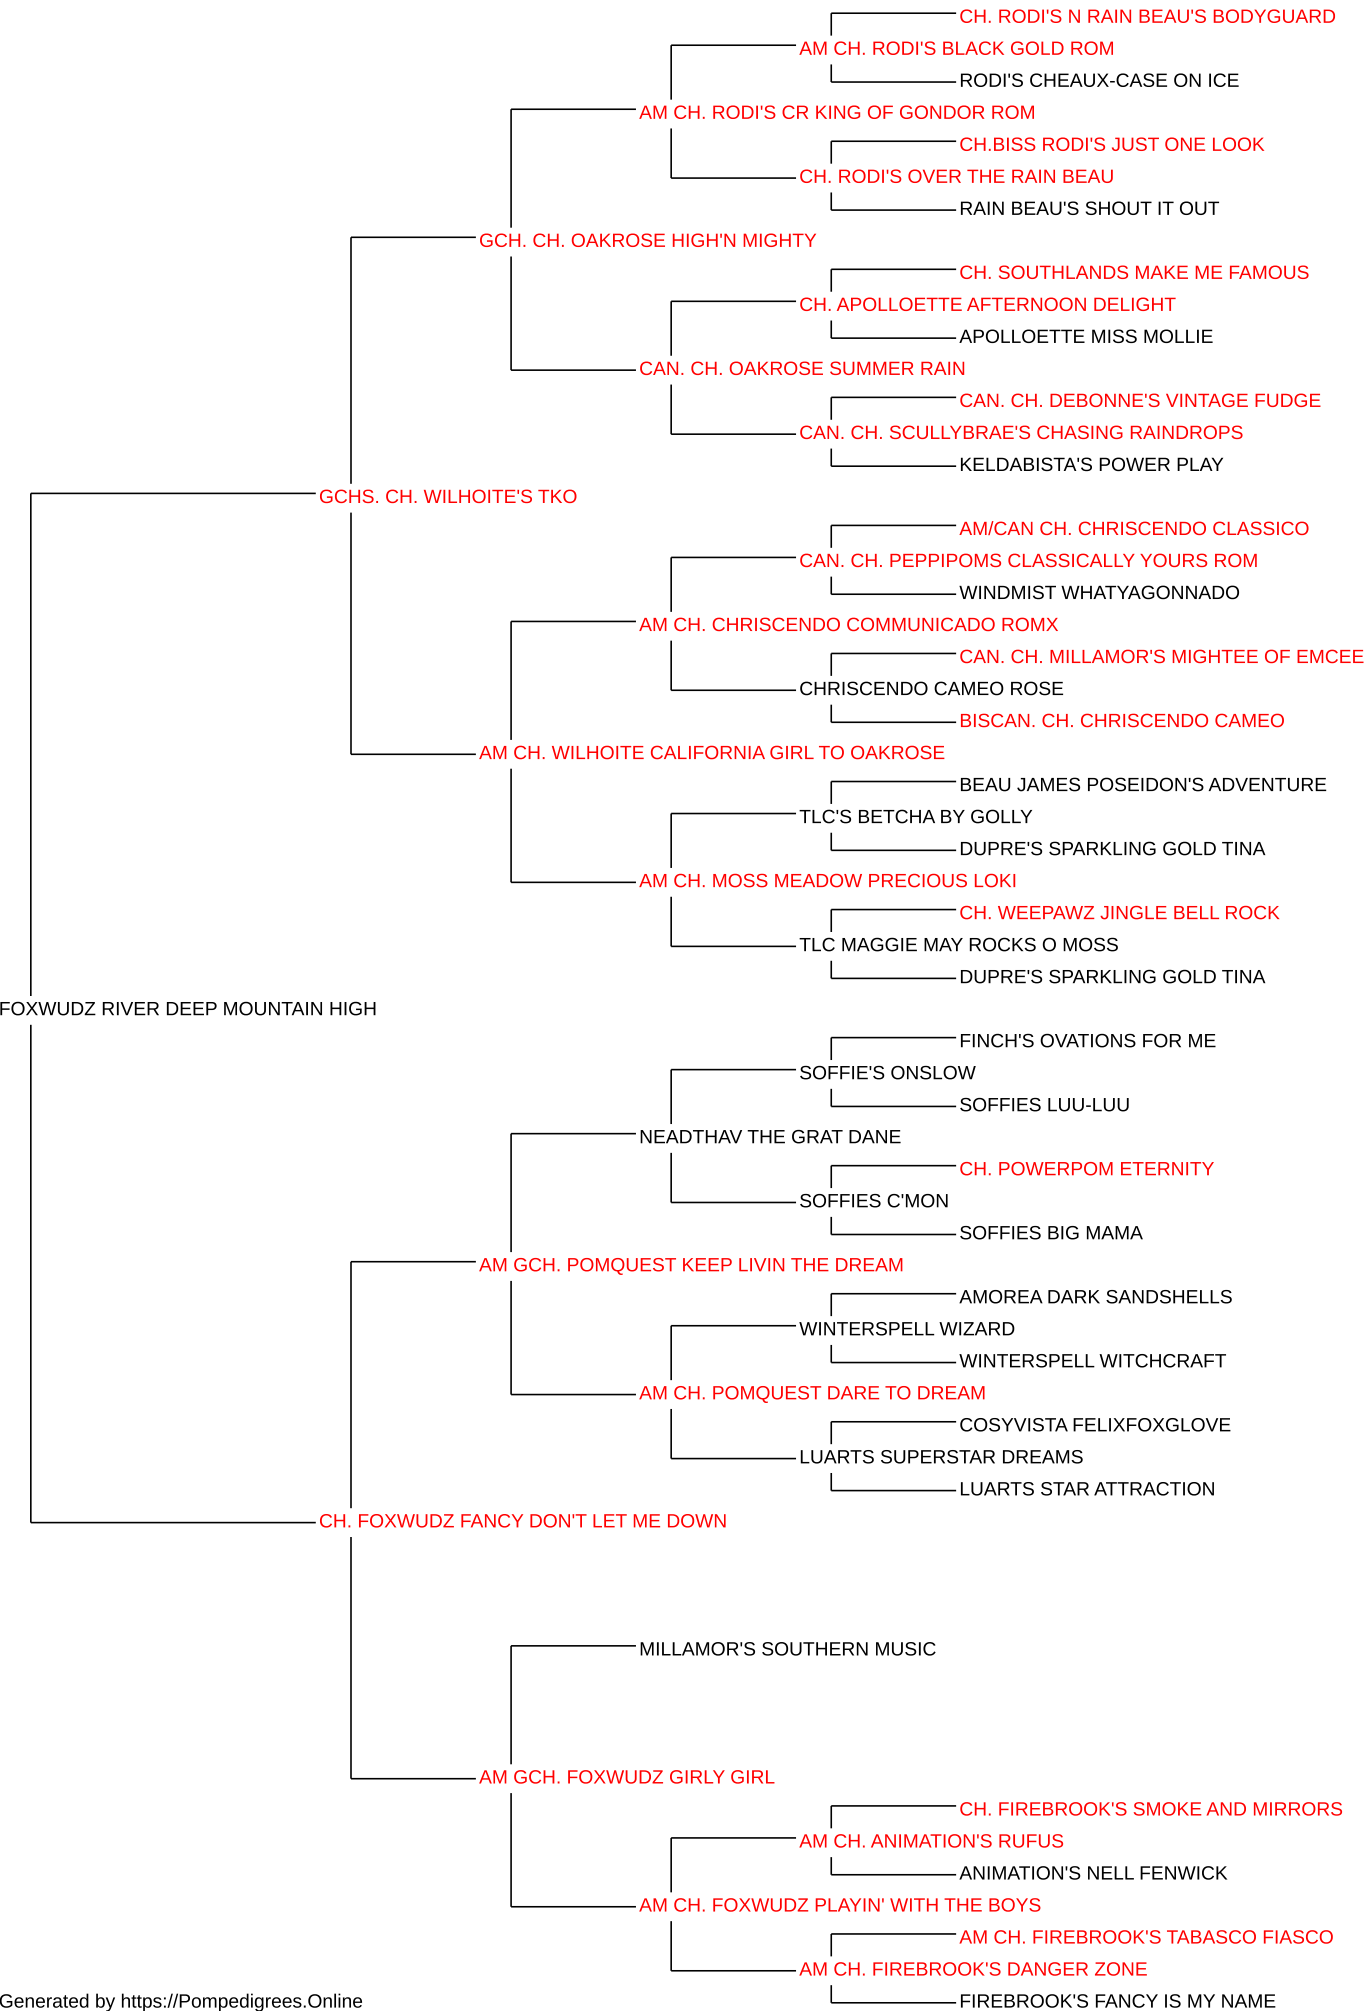 CH. RODI'S N RAIN BEAU'S BODYGUARD
AM CH. RODI'S BLACK GOLD ROM
RODI'S CHEAUX-CASE ON ICE
AM CH. RODI'S CR KING OF GONDOR ROM
CH.BISS RODI'S JUST ONE LOOK
CH. RODI'S OVER THE RAIN BEAU
RAIN BEAU'S SHOUT IT OUT
GCH. CH. OAKROSE HIGH'N MIGHTY
CH. SOUTHLANDS MAKE ME FAMOUS
CH. APOLLOETTE AFTERNOON DELIGHT
APOLLOETTE MISS MOLLIE
CAN. CH. OAKROSE SUMMER RAIN
CAN. CH. DEBONNE'S VINTAGE FUDGE
CAN. CH. SCULLYBRAE'S CHASING RAINDROPS
KELDABISTA'S POWER PLAY
GCHS. CH. WILHOITE'S TKO
AM/CAN CH. CHRISCENDO CLASSICO
CAN. CH. PEPPIPOMS CLASSICALLY YOURS ROM
WINDMIST WHATYAGONNADO
AM CH. CHRISCENDO COMMUNICADO ROMX
CAN. CH. MILLAMOR'S MIGHTEE OF EMCEE
CHRISCENDO CAMEO ROSE
BISCAN. CH. CHRISCENDO CAMEO
AM CH. WILHOITE CALIFORNIA GIRL TO OAKROSE
BEAU JAMES POSEIDON'S ADVENTURE
TLC'S BETCHA BY GOLLY
DUPRE'S SPARKLING GOLD TINA
AM CH. MOSS MEADOW PRECIOUS LOKI
CH. WEEPAWZ JINGLE BELL ROCK
TLC MAGGIE MAY ROCKS O MOSS
DUPRE'S SPARKLING GOLD TINA
FOXWUDZ RIVER DEEP MOUNTAIN HIGH
FINCH'S OVATIONS FOR ME
SOFFIE'S ONSLOW
SOFFIES LUU-LUU
NEADTHAV THE GRAT DANE
CH. POWERPOM ETERNITY
SOFFIES C'MON
SOFFIES BIG MAMA
AM GCH. POMQUEST KEEP LIVIN THE DREAM
AMOREA DARK SANDSHELLS
WINTERSPELL WIZARD
WINTERSPELL WITCHCRAFT
AM CH. POMQUEST DARE TO DREAM
COSYVISTA FELIXFOXGLOVE
LUARTS SUPERSTAR DREAMS
LUARTS STAR ATTRACTION
CH. FOXWUDZ FANCY DON'T LET ME DOWN
MILLAMOR'S SOUTHERN MUSIC
AM GCH. FOXWUDZ GIRLY GIRL
CH. FIREBROOK'S SMOKE AND MIRRORS
AM CH. ANIMATION'S RUFUS
ANIMATION'S NELL FENWICK
AM CH. FOXWUDZ PLAYIN' WITH THE BOYS
AM CH. FIREBROOK'S TABASCO FIASCO
AM CH. FIREBROOK'S DANGER ZONE
FIREBROOK'S FANCY IS MY NAME
Generated by https://Pompedigrees.Online